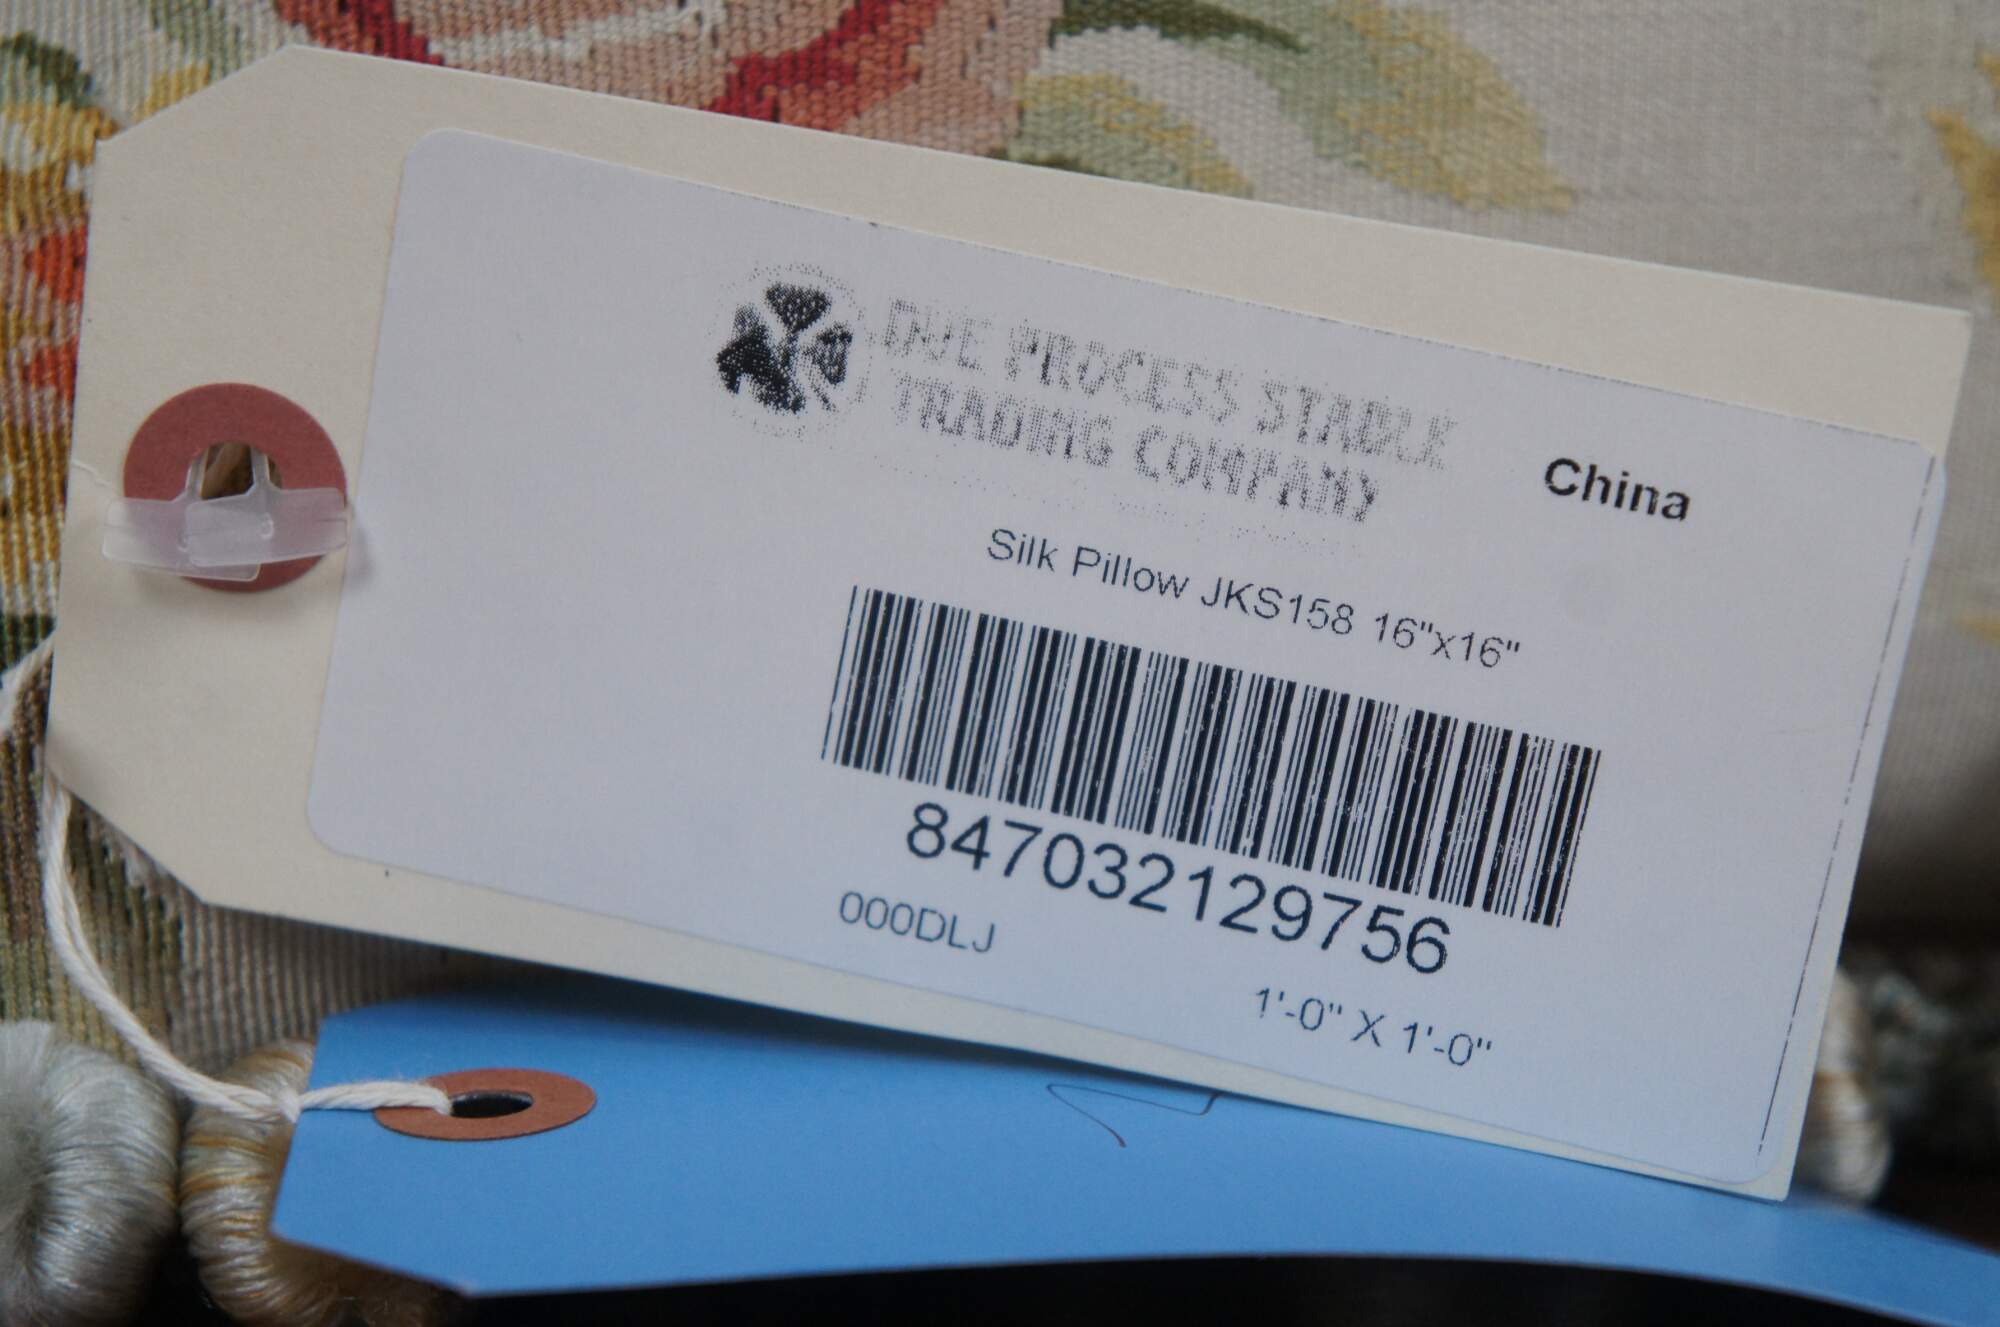 DUE PROCESS STABLE
TRADING COMPANY
China
Silk Pillow JKS158 16"x16"
847032129756
000DLJ
1'-0" X 1'-0"